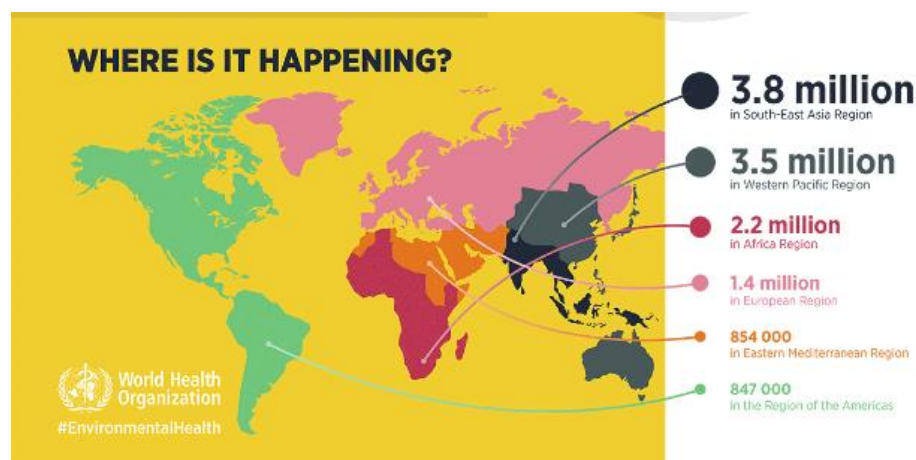 WHERE IS IT HAPPENING?
3.8 million
in South-East Asia Region
3.5 million
in Western Pacific Region
2.2 million
in Africa Region
1.4 million
in European Region
854 000
in Eastern Mediterranean Region
847 000
in the Region of the Americas
World Health
Organization
#EnvironmentalHealth